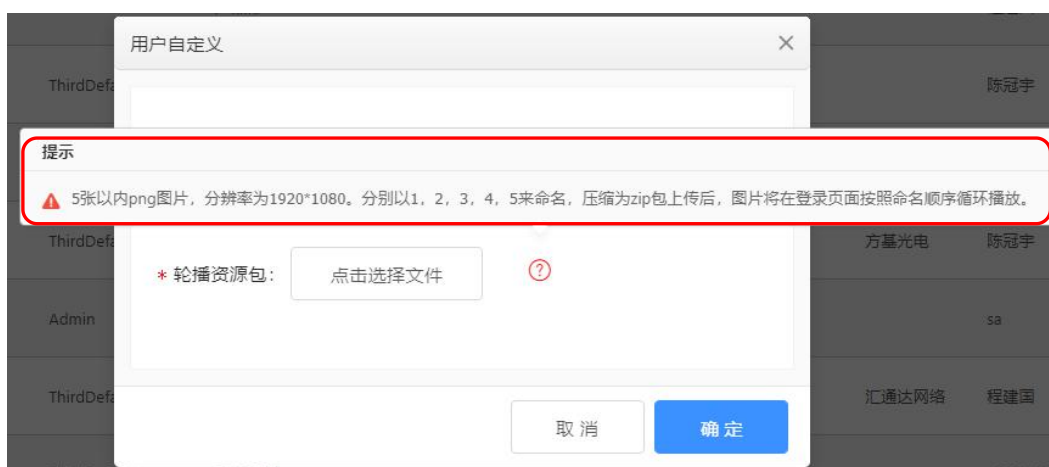 用户自定义
ThirdDefa 陈冠宇
提示
5张以内png图片，分辨率为1920*1080。分别以1，2，3，4，5来命名，压缩为zip包上传后，图片将在登录页面按照命名顺序循环播放。
ThirdDefa 方基光电 陈冠宇
* 轮播资源包： 点击选择文件 ?
Admin sa
ThirdDefa 汇通达网络 程建国
取消 确定